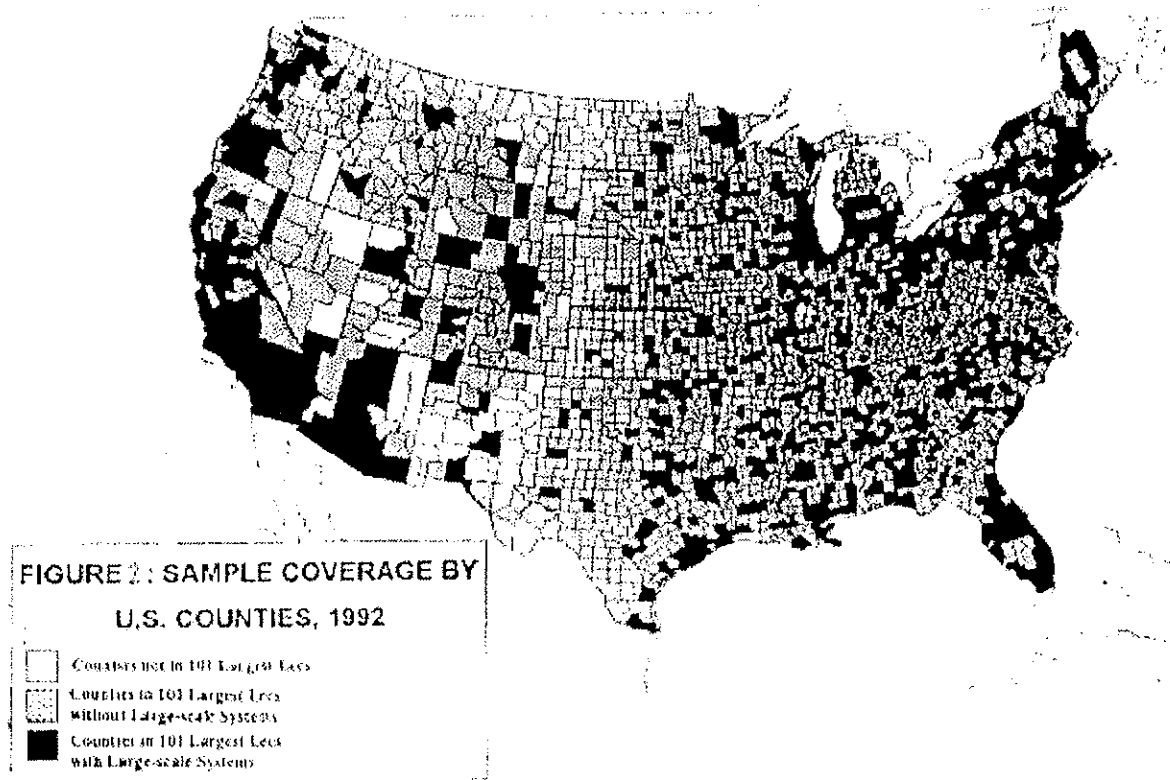 FIGURE 2: SAMPLE COVERAGE BY
U.S. COUNTIES, 1992
Counties not in 101 Largest Lecs
Counties in 101 Largest Lecs
without Large-scale Systems
Counties in 101 Largest Lecs
with Large-scale Systems